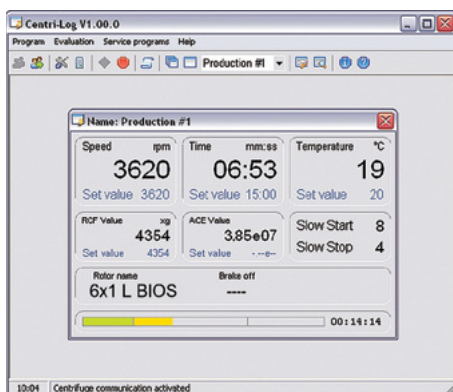 Centri-Log V1.00.0
Program Evaluation Service programs Help
Production #1
Name: Production #1
Speed rpm Time mm:ss Temperature °C
3620 06:53 19
Set value 3620 Set value 15:00 Set value 20
RCF Value xg ACE Value Slow Start 8
4354 3,85e07 Slow Stop 4
Set value 4354 Set value -.--e--
Rotor name Brake off
6x1 L BIOS ----
00:14:14
10:04 Centrifuge communication activated